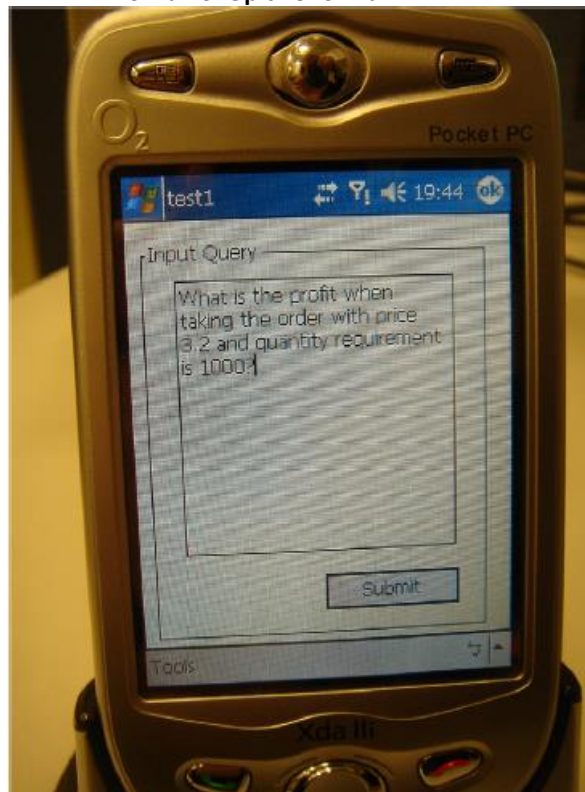 O2
Pocket PC
test1 19:44 ok
Input Query
What is the profit when
taking the order with price
3.2 and quantity requirement
is 1000?
Submit
Tools
Xda IIi